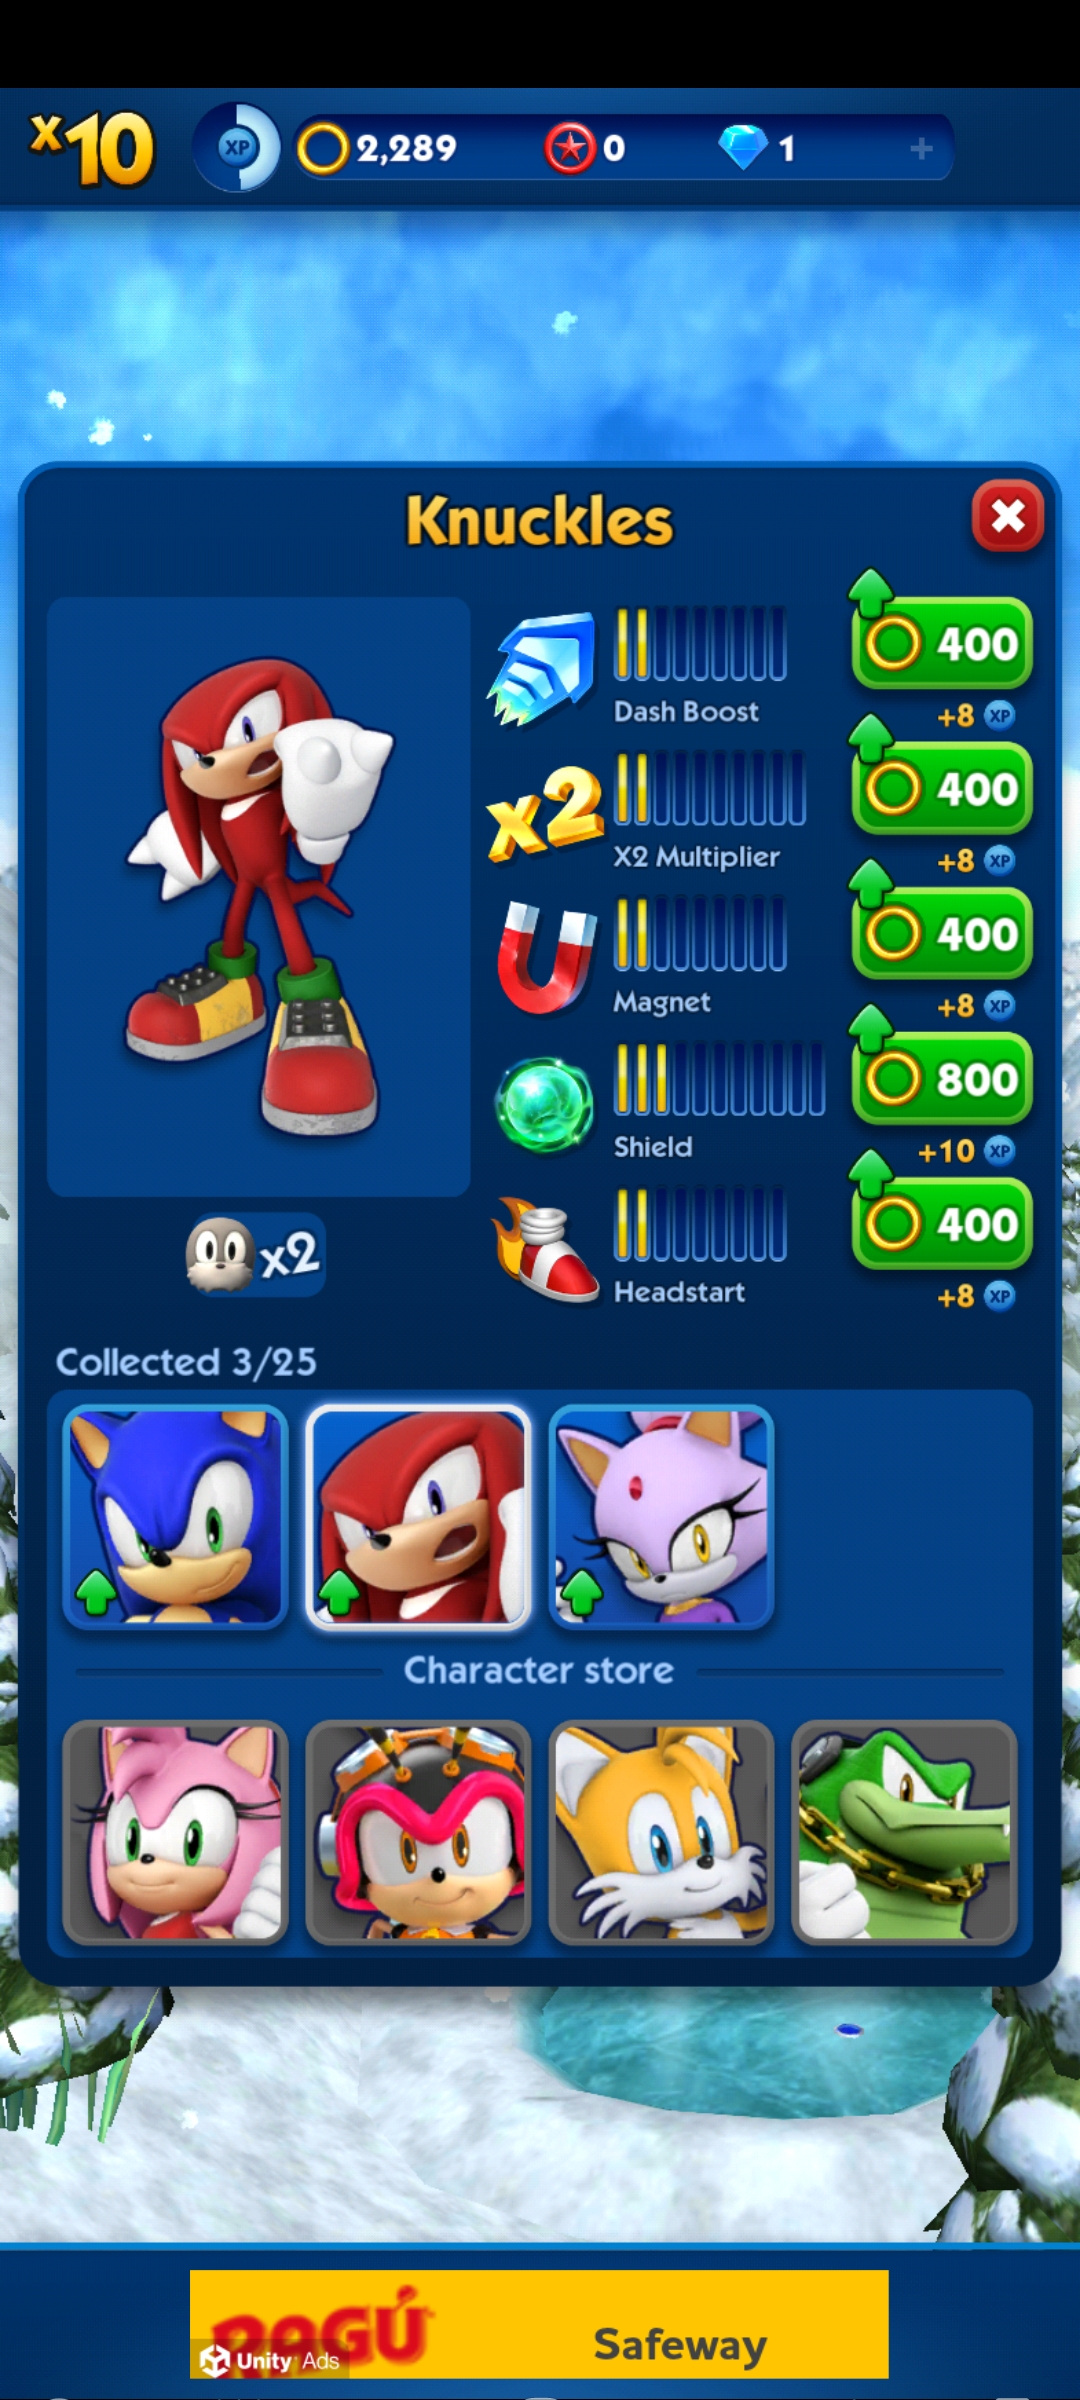 x10
XP
2,289
0
1
+
Knuckles
400
Dash Boost
+8 XP
x2
400
X2 Multiplier
+8 XP
400
Magnet
+8 XP
800
Shield
+10 XP
x2
400
Headstart
+8 XP
Collected 3/25
Character store
RAGÚ
Safeway
Unity Ads